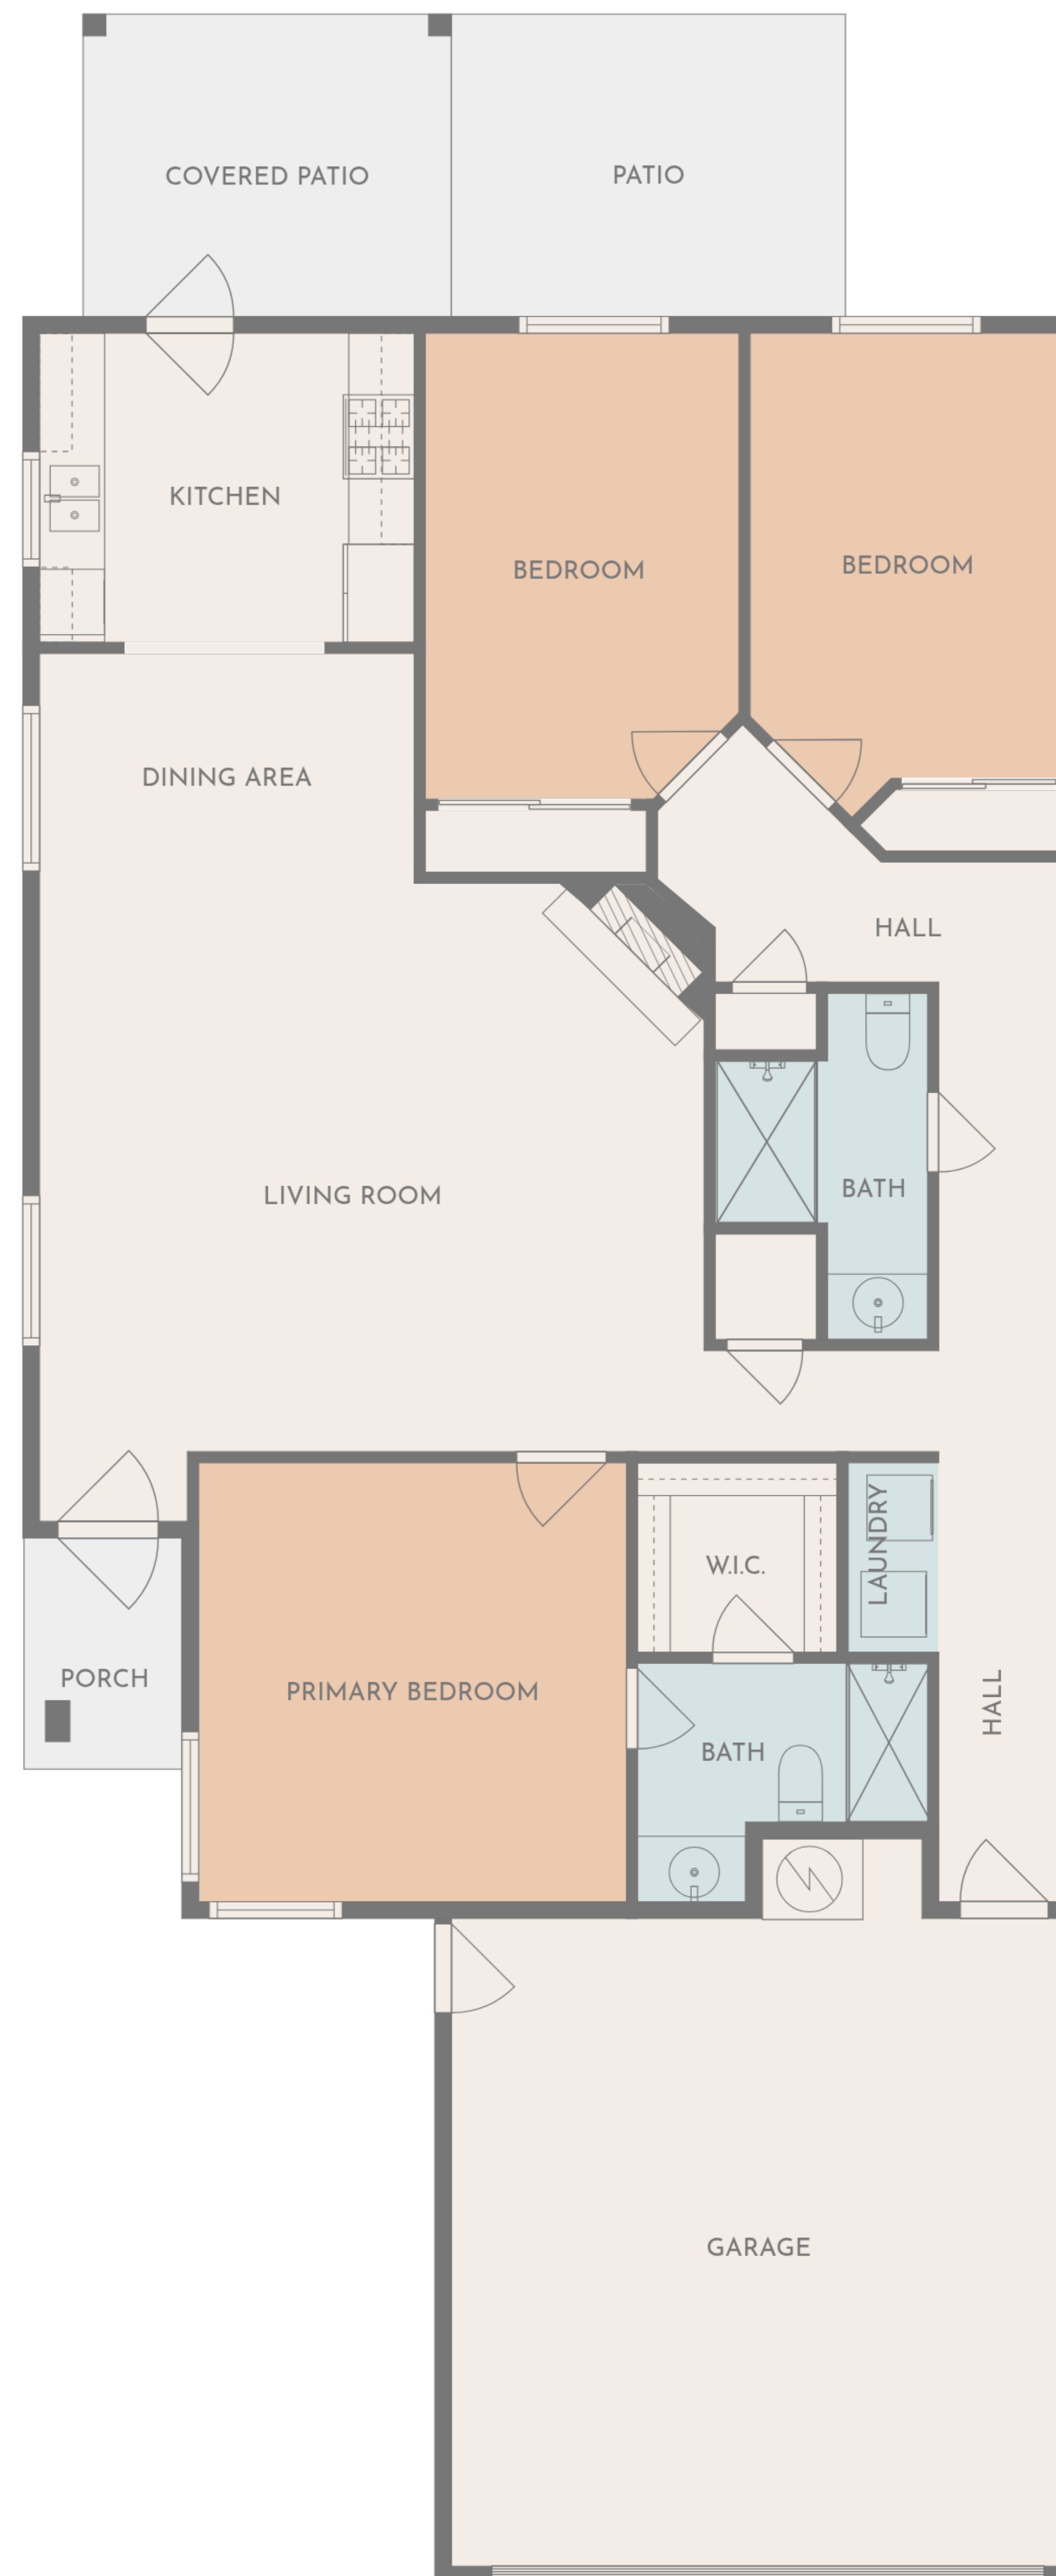 COVERED PATIO
PATIO
KITCHEN
BEDROOM
BEDROOM
DINING AREA
HALL
BATH
LIVING ROOM
LAUNDRY
W.I.C.
PORCH
PRIMARY BEDROOM
HALL
BATH
GARAGE